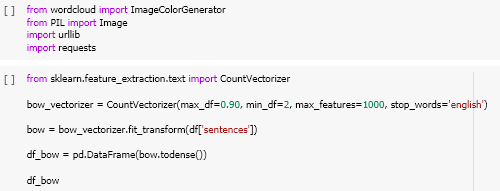 [ ] from wordcloud import ImageColorGenerator
from PIL import Image
import urllib
import requests
[ ] from sklearn.feature_extraction.text import CountVectorizer
bow_vectorizer = CountVectorizer(max_df=0.90, min_df=2, max_features=1000, stop_words='english')
bow = bow_vectorizer.fit_transform(df['sentences'])
df_bow = pd.DataFrame(bow.todense())
df_bow